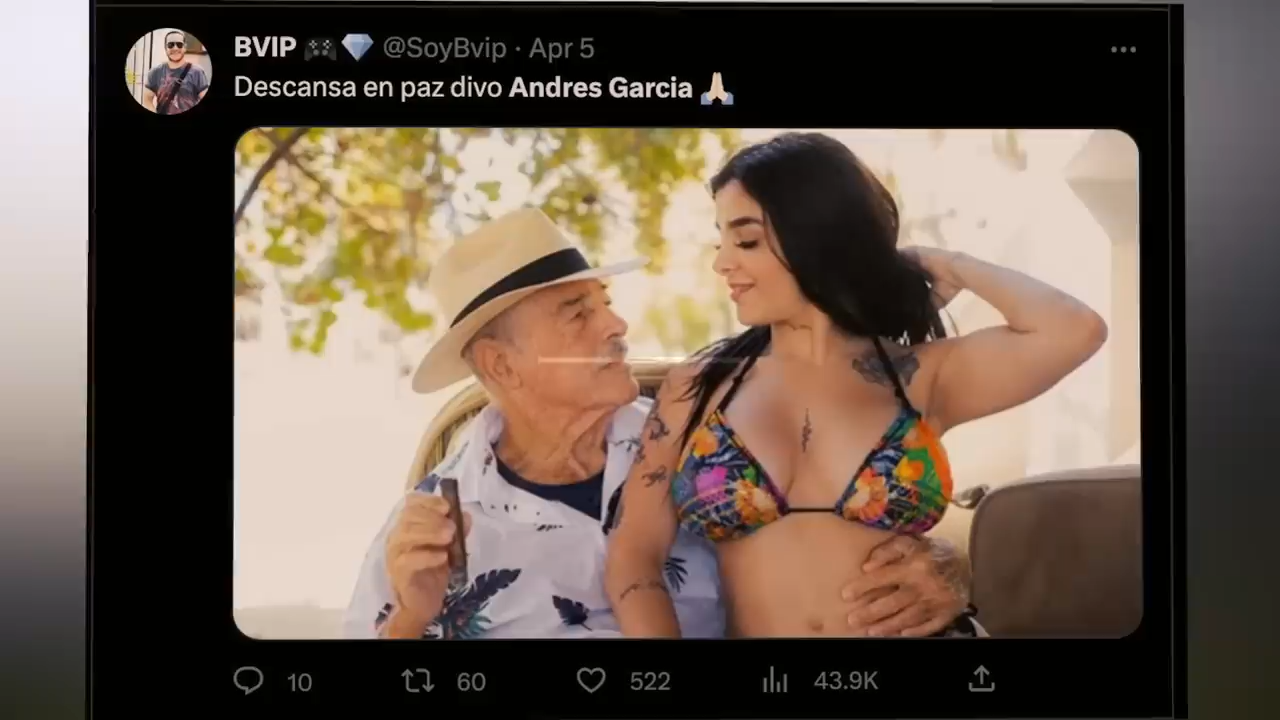 BVIP 🎮💎 @SoyBvip · Apr 5
Descansa en paz divo Andres Garcia 🙏🏻
10 60 522 43.9K